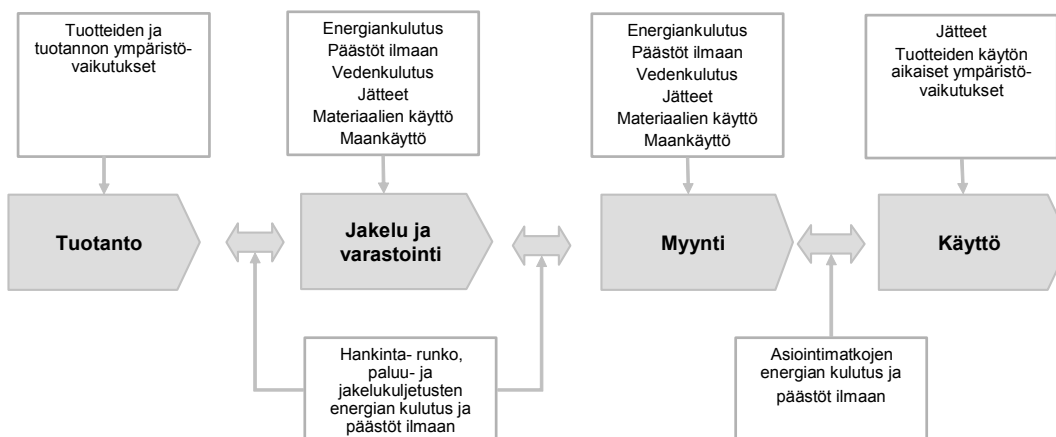 Tuotteiden ja
tuotannon ympäristö-
vaikutukset
Energiankulutus
Päästöt ilmaan
Vedenkulutus
Jätteet
Materiaalien käyttö
Maankäyttö
Energiankulutus
Päästöt ilmaan
Vedenkulutus
Jätteet
Materiaalien käyttö
Maankäyttö
Jätteet
Tuotteiden käytön
aikaiset ympäristö-
vaikutukset
Tuotanto
Jakelu ja
varastointi
Myynti
Käyttö
Hankinta- runko,
paluu- ja
jakelukuljetusten
energian kulutus ja
päästöt ilmaan
Asiointimatkojen
energian kulutus ja
päästöt ilmaan